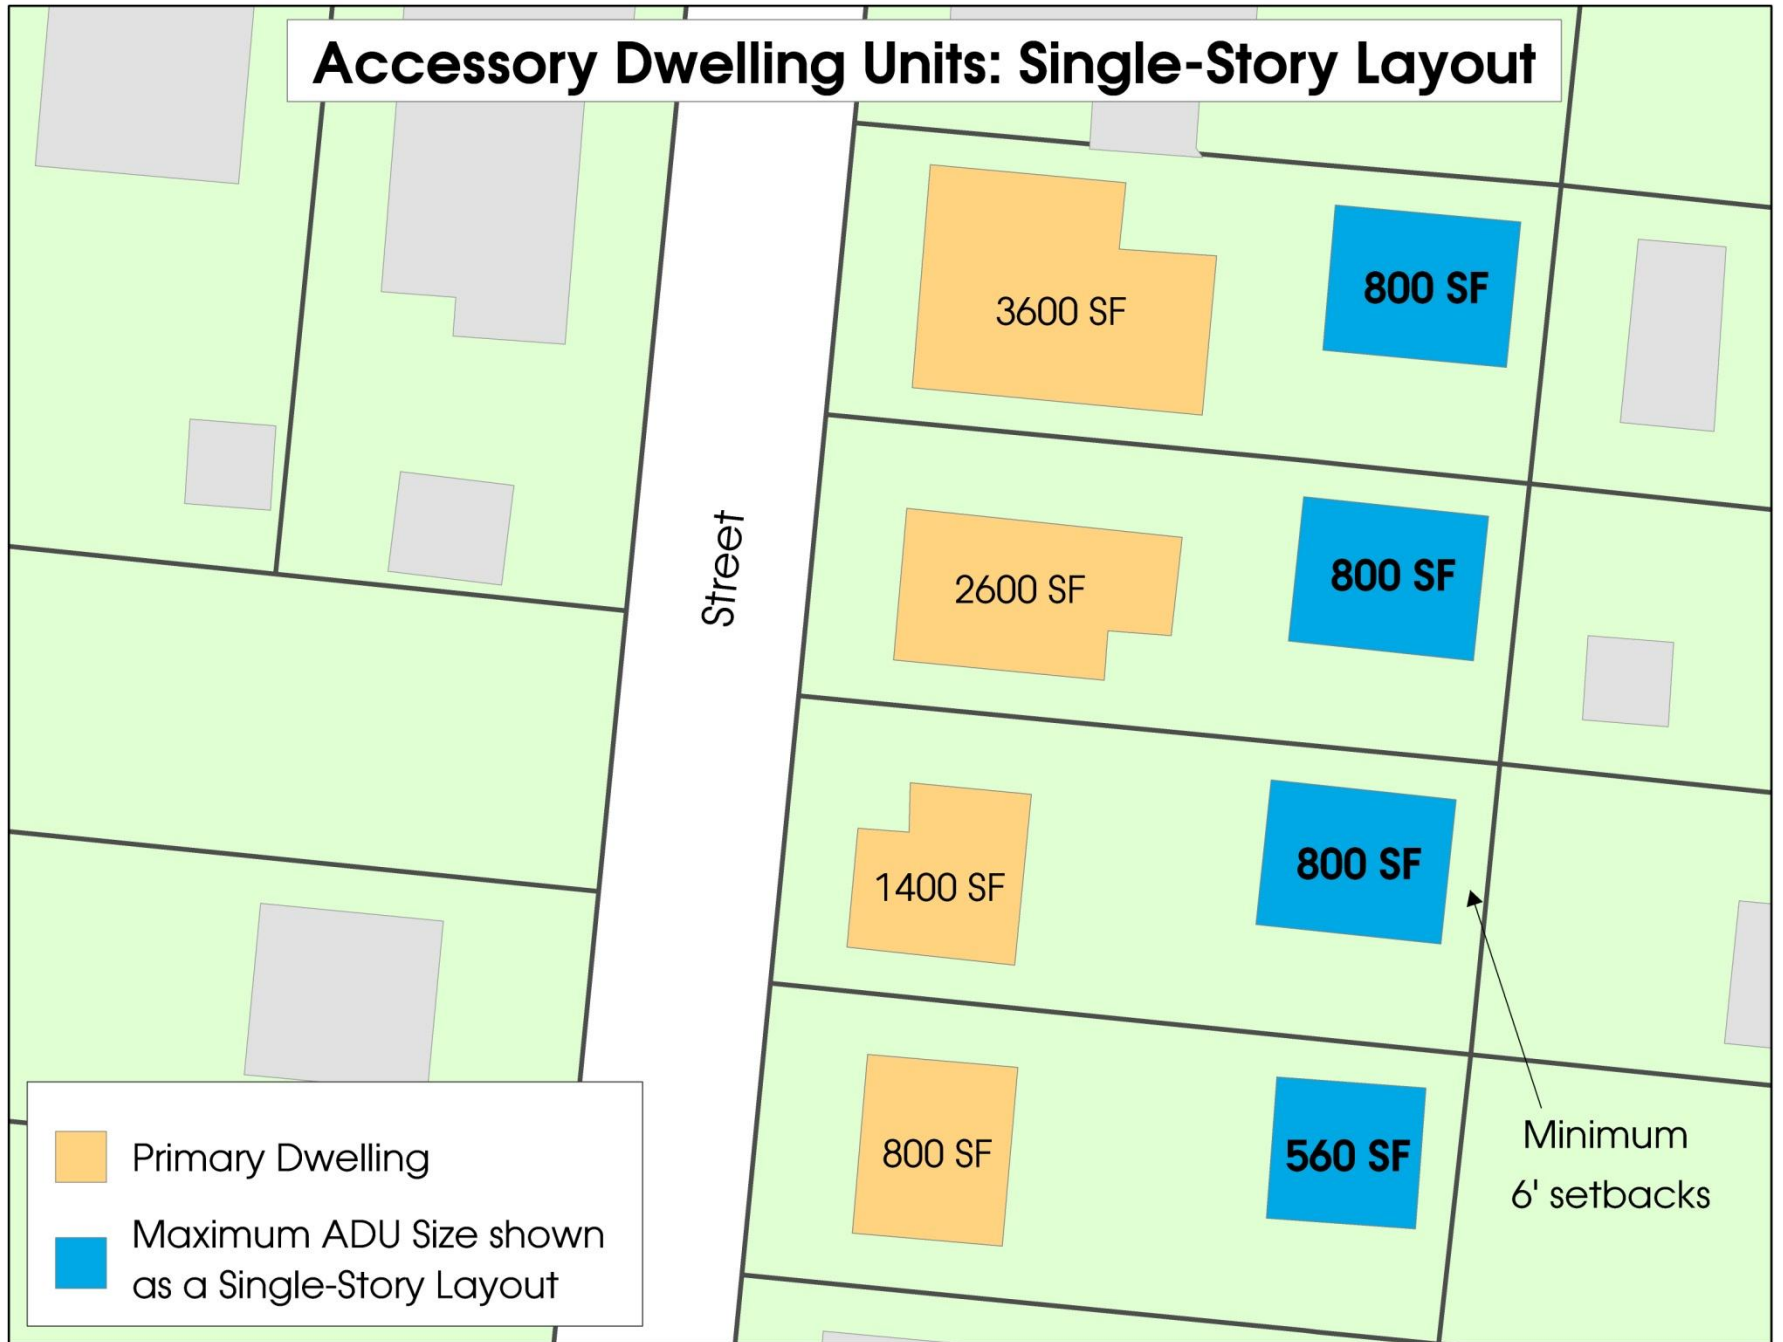 Accessory Dwelling Units: Single-Story Layout
3600 SF
800 SF
Street
2600 SF
800 SF
1400 SF
800 SF
800 SF
560 SF
Minimum
6' setbacks
Primary Dwelling
Maximum ADU Size shown
as a Single-Story Layout